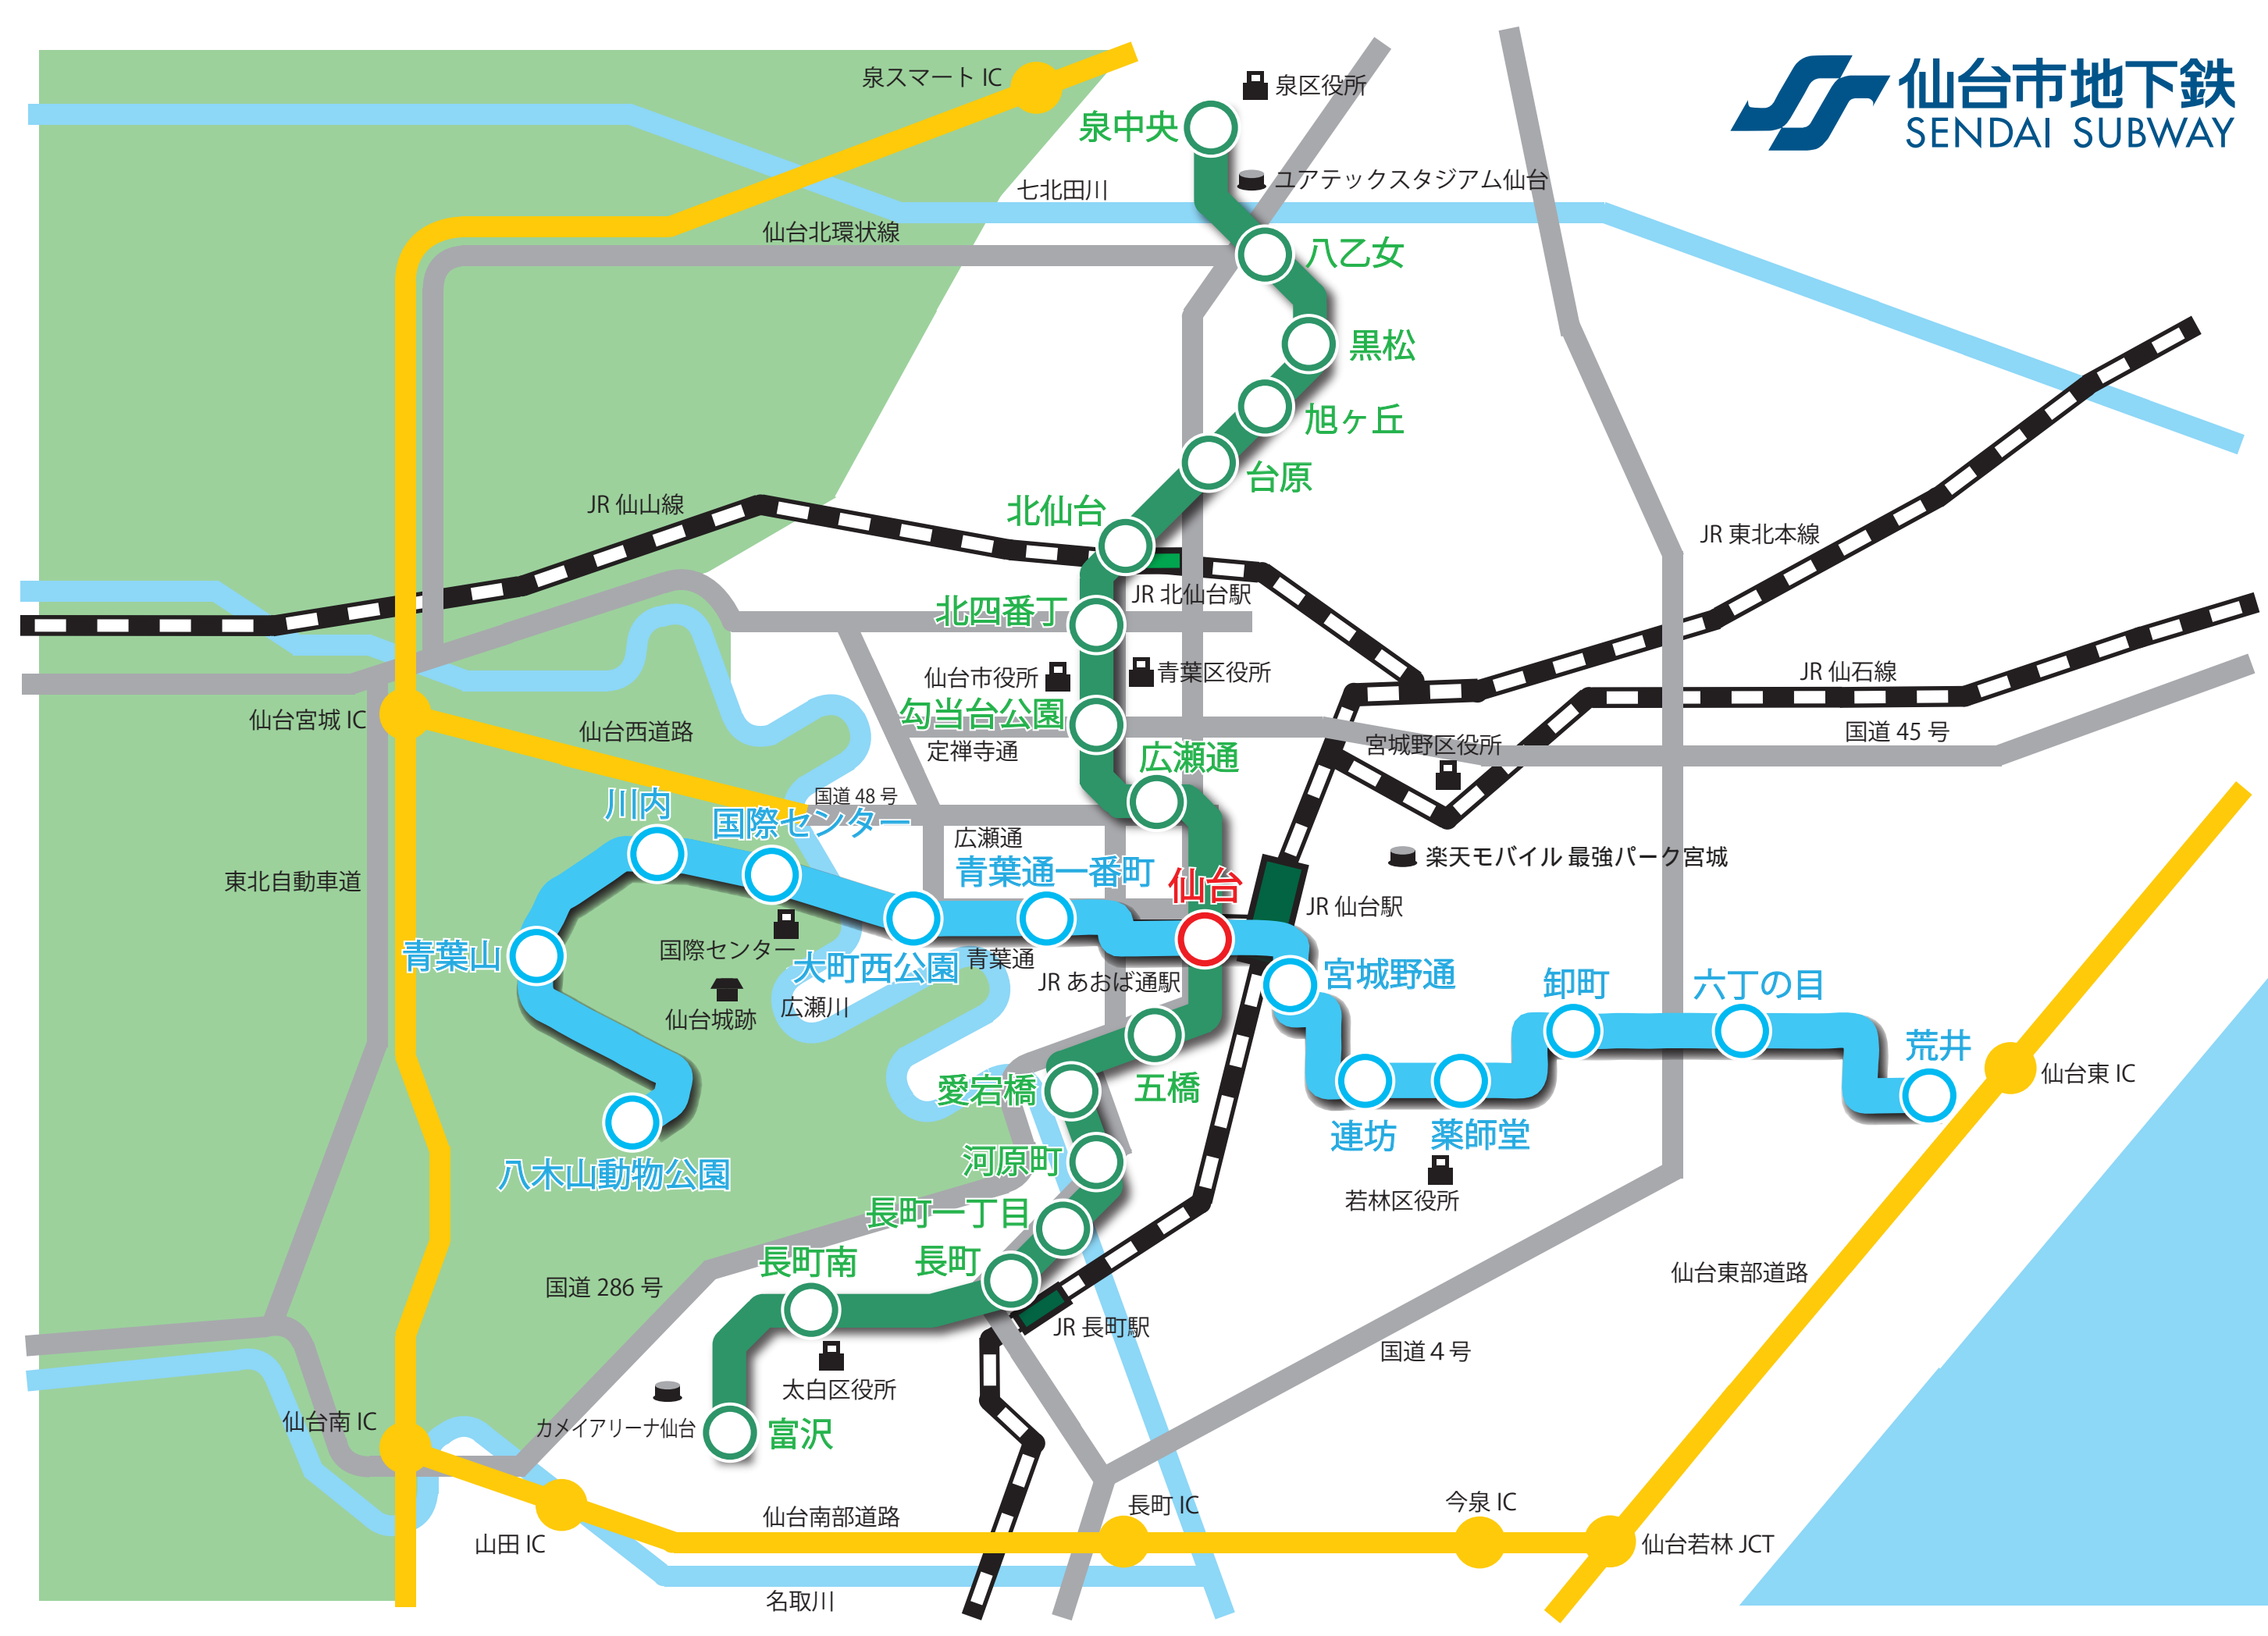 仙台市地下鉄
SENDAI SUBWAY
泉スマート IC
泉区役所
泉中央
七北田川
ユアテックスタジアム仙台
仙台北環状線
八乙女
黒松
旭ヶ丘
台原
JR 仙山線
北仙台
JR 東北本線
JR 北仙台駅
北四番丁
仙台市役所
青葉区役所
JR 仙石線
仙台宮城 IC
仙台西道路
勾当台公園
定禅寺通
広瀬通
宮城野区役所
国道 45 号
川内
国道 48 号
国際センター
広瀬通
楽天モバイル 最強パーク宮城
東北自動車道
青葉通一番町
仙台
JR 仙台駅
青葉山
国際センター
大町西公園
青葉通
JR あおば通駅
宮城野通
卸町
六丁の目
仙台城跡
広瀬川
荒井
仙台東 IC
愛宕橋
五橋
連坊
薬師堂
八木山動物公園
河原町
若林区役所
長町一丁目
長町南
長町
国道 286 号
仙台東部道路
JR 長町駅
国道 4 号
太白区役所
カメイアリーナ仙台
富沢
仙台南 IC
山田 IC
仙台南部道路
長町 IC
今泉 IC
仙台若林 JCT
名取川